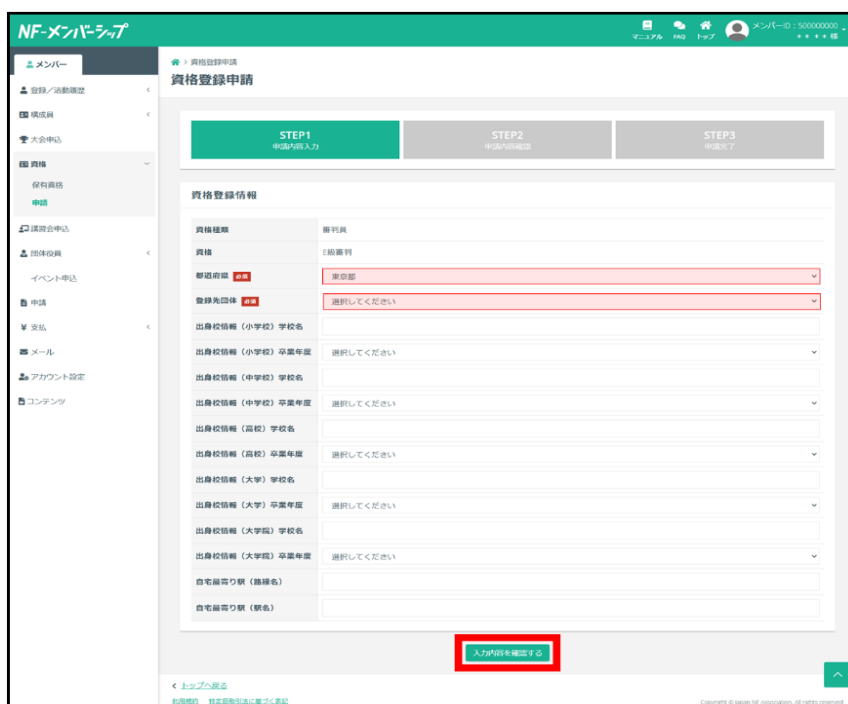 NF-メンバーシップ
マニュアル FAQ トップ
メンバーID : 500000000
＊＊＊＊様
メンバー
登録／活動履歴
構成員
大会申込
資格
保有資格
申請
講習会申込
団体役員
イベント申込
申請
¥ 支払
メール
アカウント設定
コンテンツ
> 資格登録申請
資格登録申請
STEP1
申請内容入力
STEP2
申請内容確認
STEP3
申請完了
資格登録情報
資格種類 審判員
資格 E級審判
都道府県 必須 東京都
登録先団体 必須 選択してください
出身校情報（小学校）学校名
出身校情報（小学校）卒業年度 選択してください
出身校情報（中学校）学校名
出身校情報（中学校）卒業年度 選択してください
出身校情報（高校）学校名
出身校情報（高校）卒業年度 選択してください
出身校情報（大学）学校名
出身校情報（大学）卒業年度 選択してください
出身校情報（大学院）学校名
出身校情報（大学院）卒業年度 選択してください
自宅最寄り駅（路線名）
自宅最寄り駅（駅名）
入力内容を確認する
トップへ戻る
利用規約 特定商取引法に基づく表記
Copyright © Japan NF Association. All rights reserved.